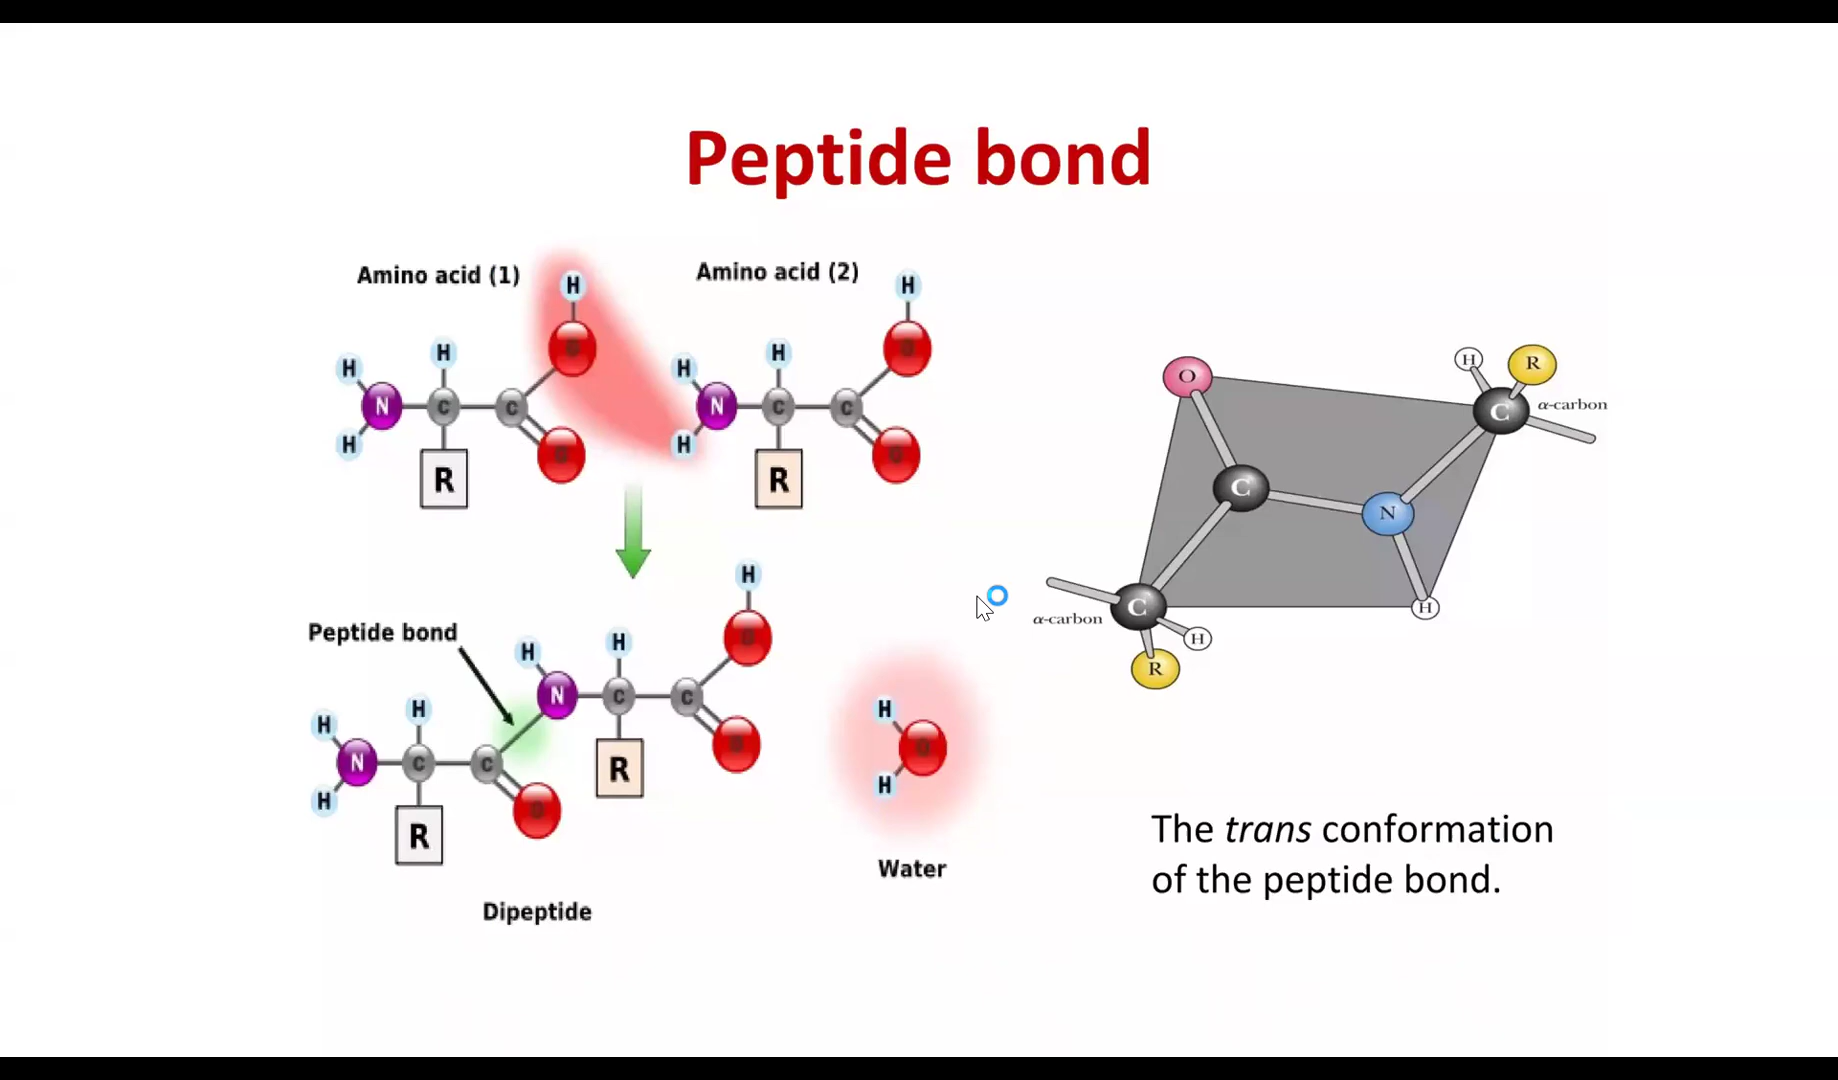 Peptide bond
Amino acid (1)
Amino acid (2)
H
H
H
H
H
H
N
C
C
N
C
C
H
H
R
R
O
H
R
C
α-carbon
C
N
C
α-carbon
H
H
R
H
Peptide bond
H
H
N
C
C
H
H
N
C
C
H
R
R
H
H
Water
Dipeptide
The trans conformation
of the peptide bond.